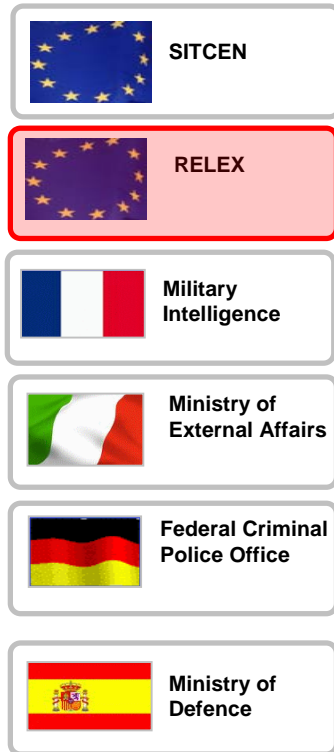 SITCEN
RELEX
Military
Intelligence
Ministry of
External Affairs
Federal Criminal
Police Office
Ministry of
Defence